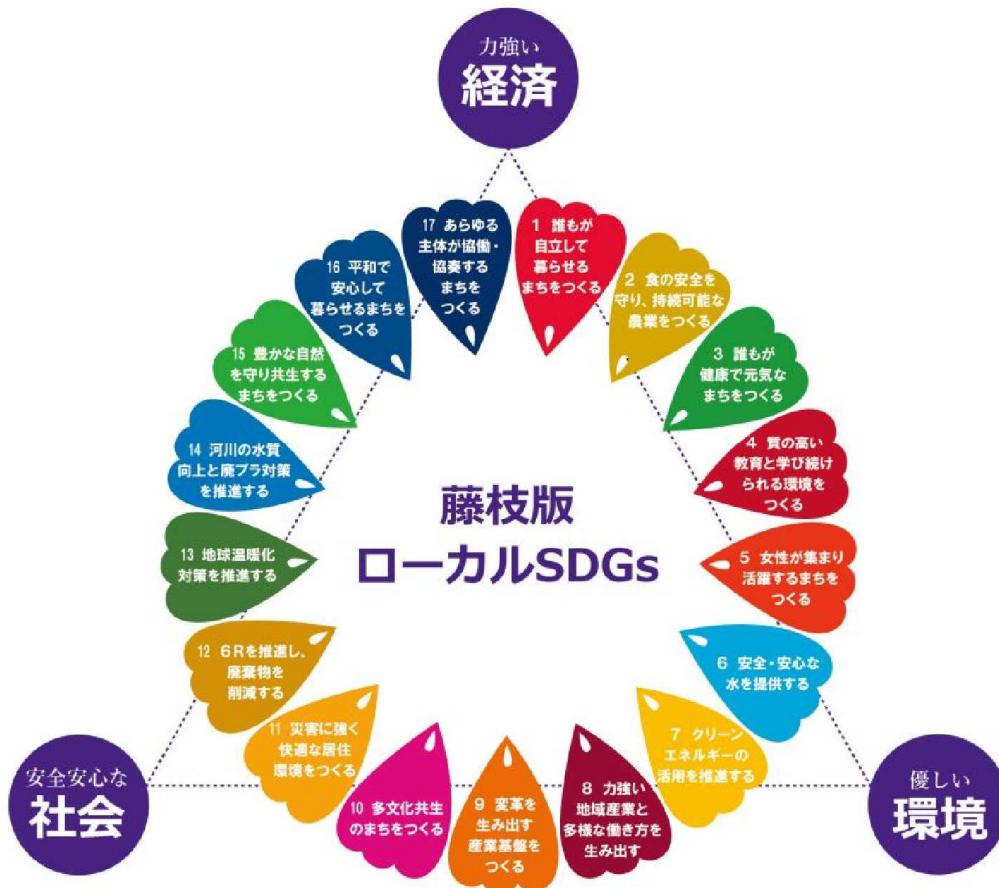 力強い
経済
17 あらゆる
主体が協働・
協奏する
まちを
つくる
1 誰もが
自立して
暮らせる
まちをつくる
16 平和で
安心して
暮らせるまちを
つくる
2 食の安全を
守り、持続可能な
農業をつくる
15 豊かな自然
を守り共生する
まちをつくる
3 誰もが
健康で元気な
まちをつくる
14 河川の水質
向上と廃プラ対策
を推進する
4 質の高い
教育と学び続け
られる環境を
つくる
藤枝版
ローカルSDGs
13 地球温暖化
対策を推進する
5 女性が集まり
活躍するまちを
つくる
12 6Rを推進し、
廃棄物を
削減する
6 安全・安心な
水を提供する
11 災害に強く
快適な居住
環境をつくる
7 クリーン
エネルギーの
活用を推進する
10 多文化共生
のまちをつくる
9 変革を
生み出す
産業基盤を
つくる
8 力強い
地域産業と
多様な働き方を
生み出す
安全安心な
社会
優しい
環境